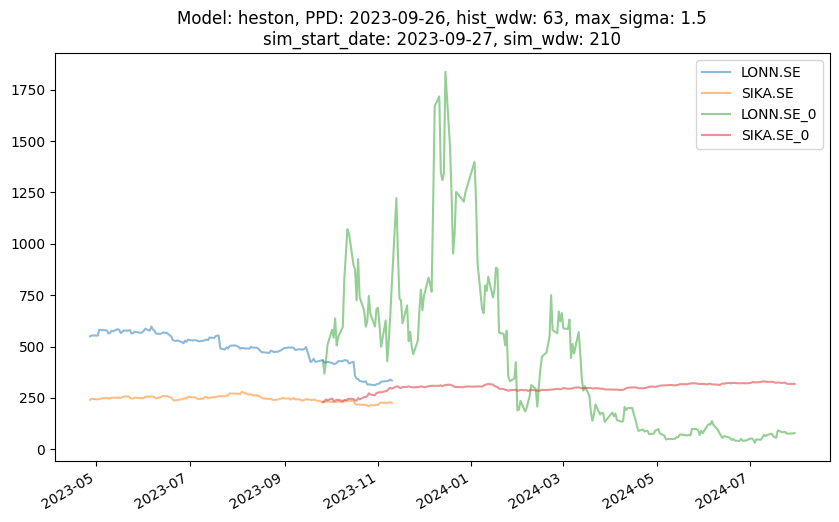 Model: heston, PPD: 2023-09-26, hist_wdw: 63, max_sigma: 1.5
sim_start_date: 2023-09-27, sim_wdw: 210
LONN.SE
SIKA.SE
LONN.SE_0
SIKA.SE_0
1750
1500
1250
1000
750
500
250
0
2023-05
2023-07
2023-09
2023-11
2024-01
2024-03
2024-05
2024-07